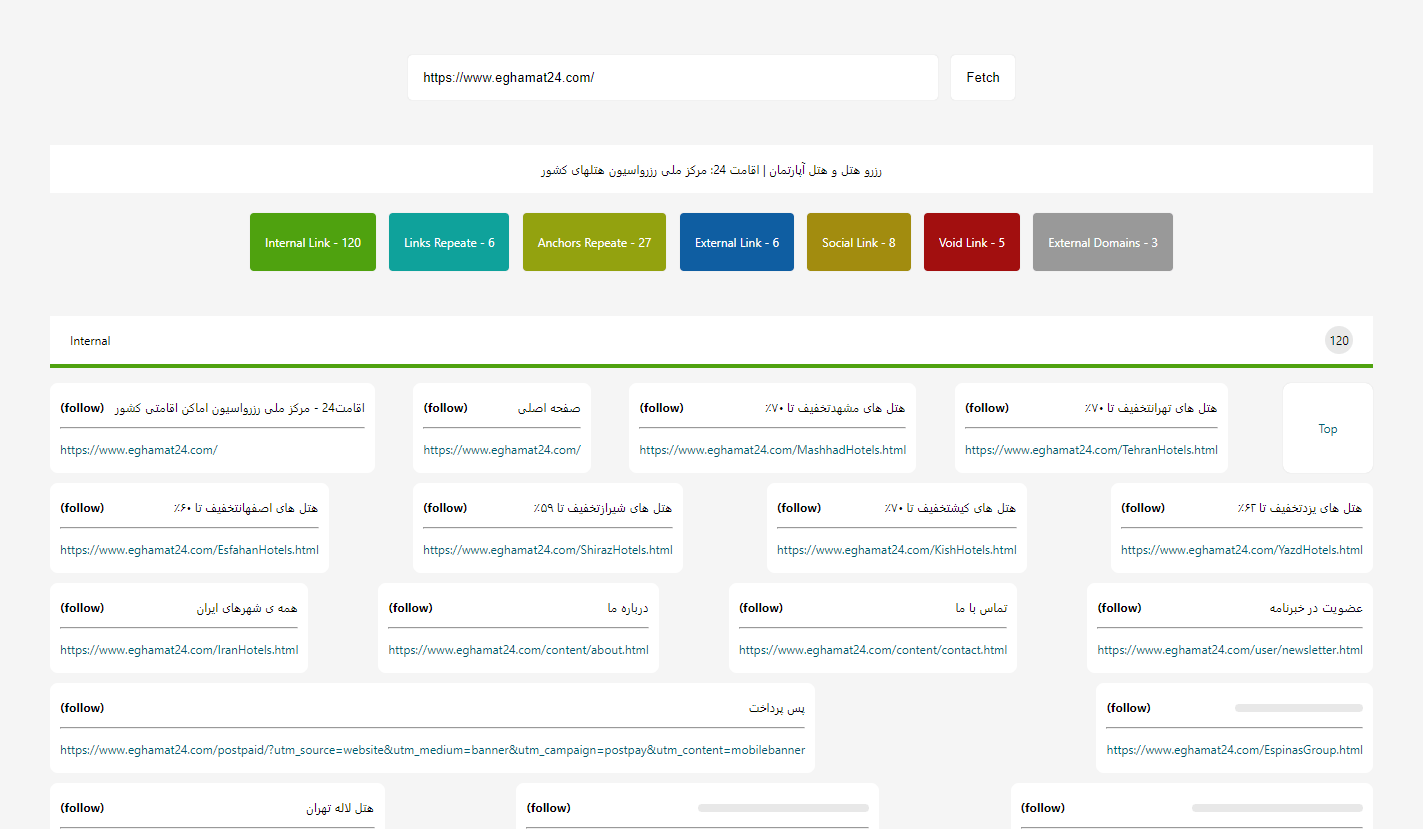 https://www.eghamat24.com/
Fetch
رزرو هتل و هتل آپارتمان | اقامت 24: مرکز ملی رزرواسیون هتلهای کشور
Internal Link - 120
Links Repeate - 6
Anchors Repeate - 27
External Link - 6
Social Link - 8
Void Link - 5
External Domains - 3
Internal
120
(follow) اقامت24 - مرکز ملی رزرواسیون اماکن اقامتی کشور
https://www.eghamat24.com/
(follow) صفحه اصلی
https://www.eghamat24.com/
(follow) هتل های مشهدتخفیف تا ۷۰٪
https://www.eghamat24.com/MashhadHotels.html
(follow) هتل های تهرانتخفیف تا ۷۰٪
https://www.eghamat24.com/TehranHotels.html
Top
(follow) هتل های اصفهانتخفیف تا ۶۰٪
https://www.eghamat24.com/EsfahanHotels.html
(follow) هتل های شیرازتخفیف تا ۵۹٪
https://www.eghamat24.com/ShirazHotels.html
(follow) هتل های کیشتخفیف تا ۷۰٪
https://www.eghamat24.com/KishHotels.html
(follow) هتل های یزدتخفیف تا ۶۲٪
https://www.eghamat24.com/YazdHotels.html
(follow) همه ی شهرهای ایران
https://www.eghamat24.com/IranHotels.html
(follow) درباره ما
https://www.eghamat24.com/content/about.html
(follow) تماس با ما
https://www.eghamat24.com/content/contact.html
(follow) عضویت در خبرنامه
https://www.eghamat24.com/user/newsletter.html
(follow) پس پرداخت
https://www.eghamat24.com/postpaid/?utm_source=website&utm_medium=banner&utm_campaign=postpay&utm_content=mobilebanner
(follow)
https://www.eghamat24.com/EspinasGroup.html
(follow) هتل لاله تهران
(follow)
(follow)